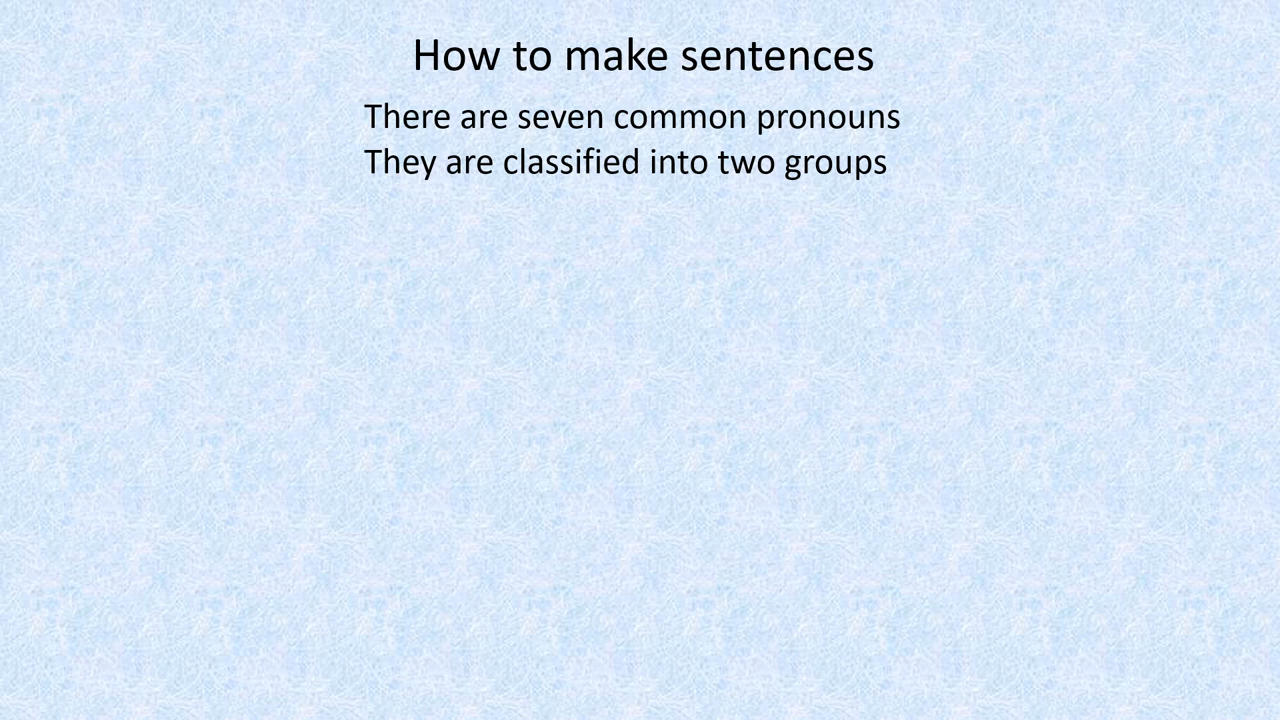 How to make sentences
There are seven common pronouns
They are classified into two groups